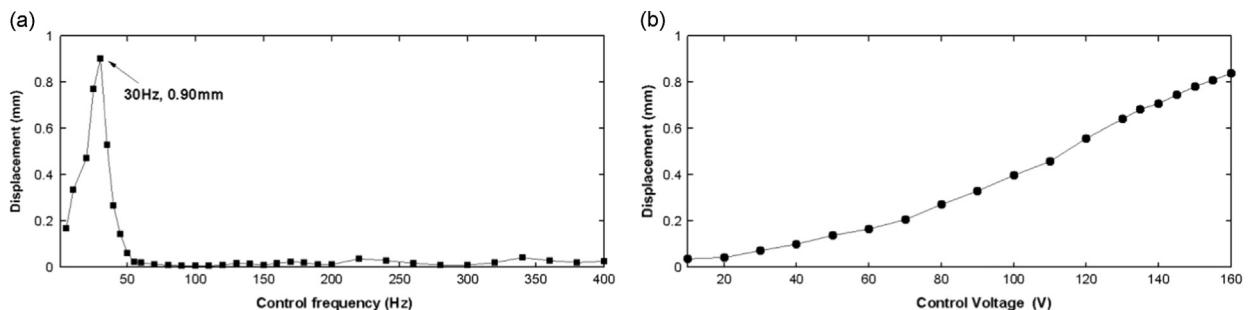 (a)
1
0.8
0.6
0.4
0.2
0
Displacement (mm)
30Hz, 0.90mm
50 100 150 200 250 300 350 400
Control frequency (Hz)
(b)
1
0.8
0.6
0.4
0.2
0
Displacement (mm)
20 40 60 80 100 120 140 160
Control Voltage (V)